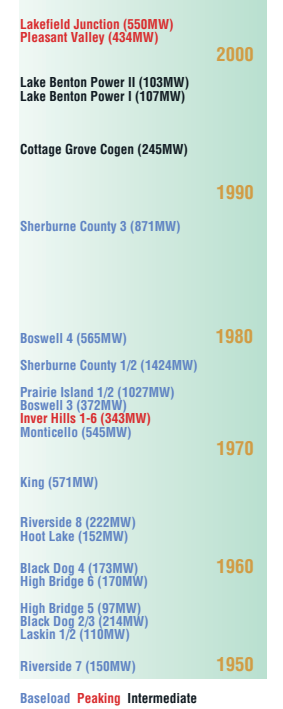 Lakefield Junction (550MW)
Pleasant Valley (434MW)
2000
Lake Benton Power II (103MW)
Lake Benton Power I (107MW)
Cottage Grove Cogen (245MW)
1990
Sherburne County 3 (871MW)
Boswell 4 (565MW) 1980
Sherburne County 1/2 (1424MW)
Prairie Island 1/2 (1027MW)
Boswell 3 (372MW)
Inver Hills 1-6 (343MW)
Monticello (545MW)
1970
King (571MW)
Riverside 8 (222MW)
Hoot Lake (152MW)
Black Dog 4 (173MW) 1960
High Bridge 6 (170MW)
High Bridge 5 (97MW)
Black Dog 2/3 (214MW)
Laskin 1/2 (110MW)
Riverside 7 (150MW) 1950
Baseload Peaking Intermediate